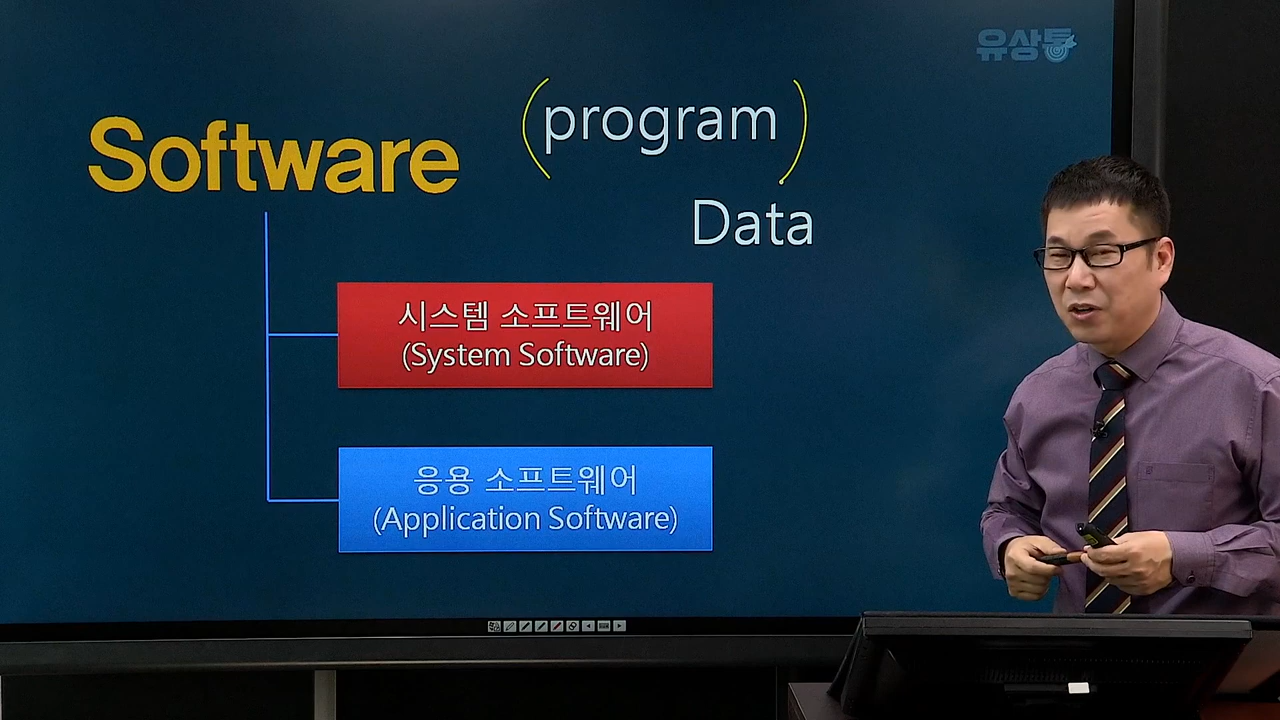 유상통
Software
(program)
Data
시스템 소프트웨어
(System Software)
응용 소프트웨어
(Application Software)